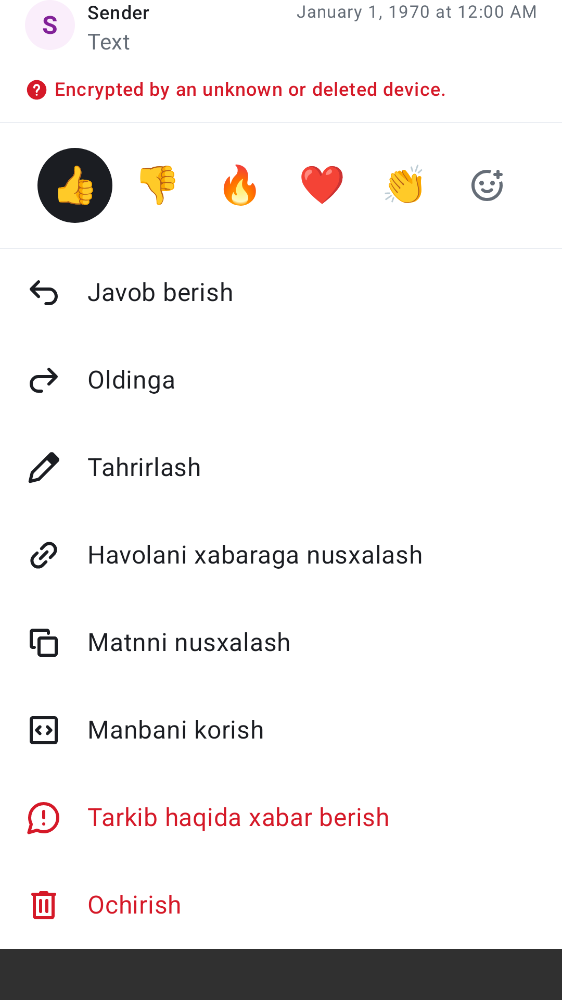 S
Sender
January 1, 1970 at 12:00 AM
Text
Encrypted by an unknown or deleted device.
Javob berish
Oldinga
Tahrirlash
Havolani xabaraga nusxalash
Matnni nusxalash
Manbani korish
Tarkib haqida xabar berish
Ochirish